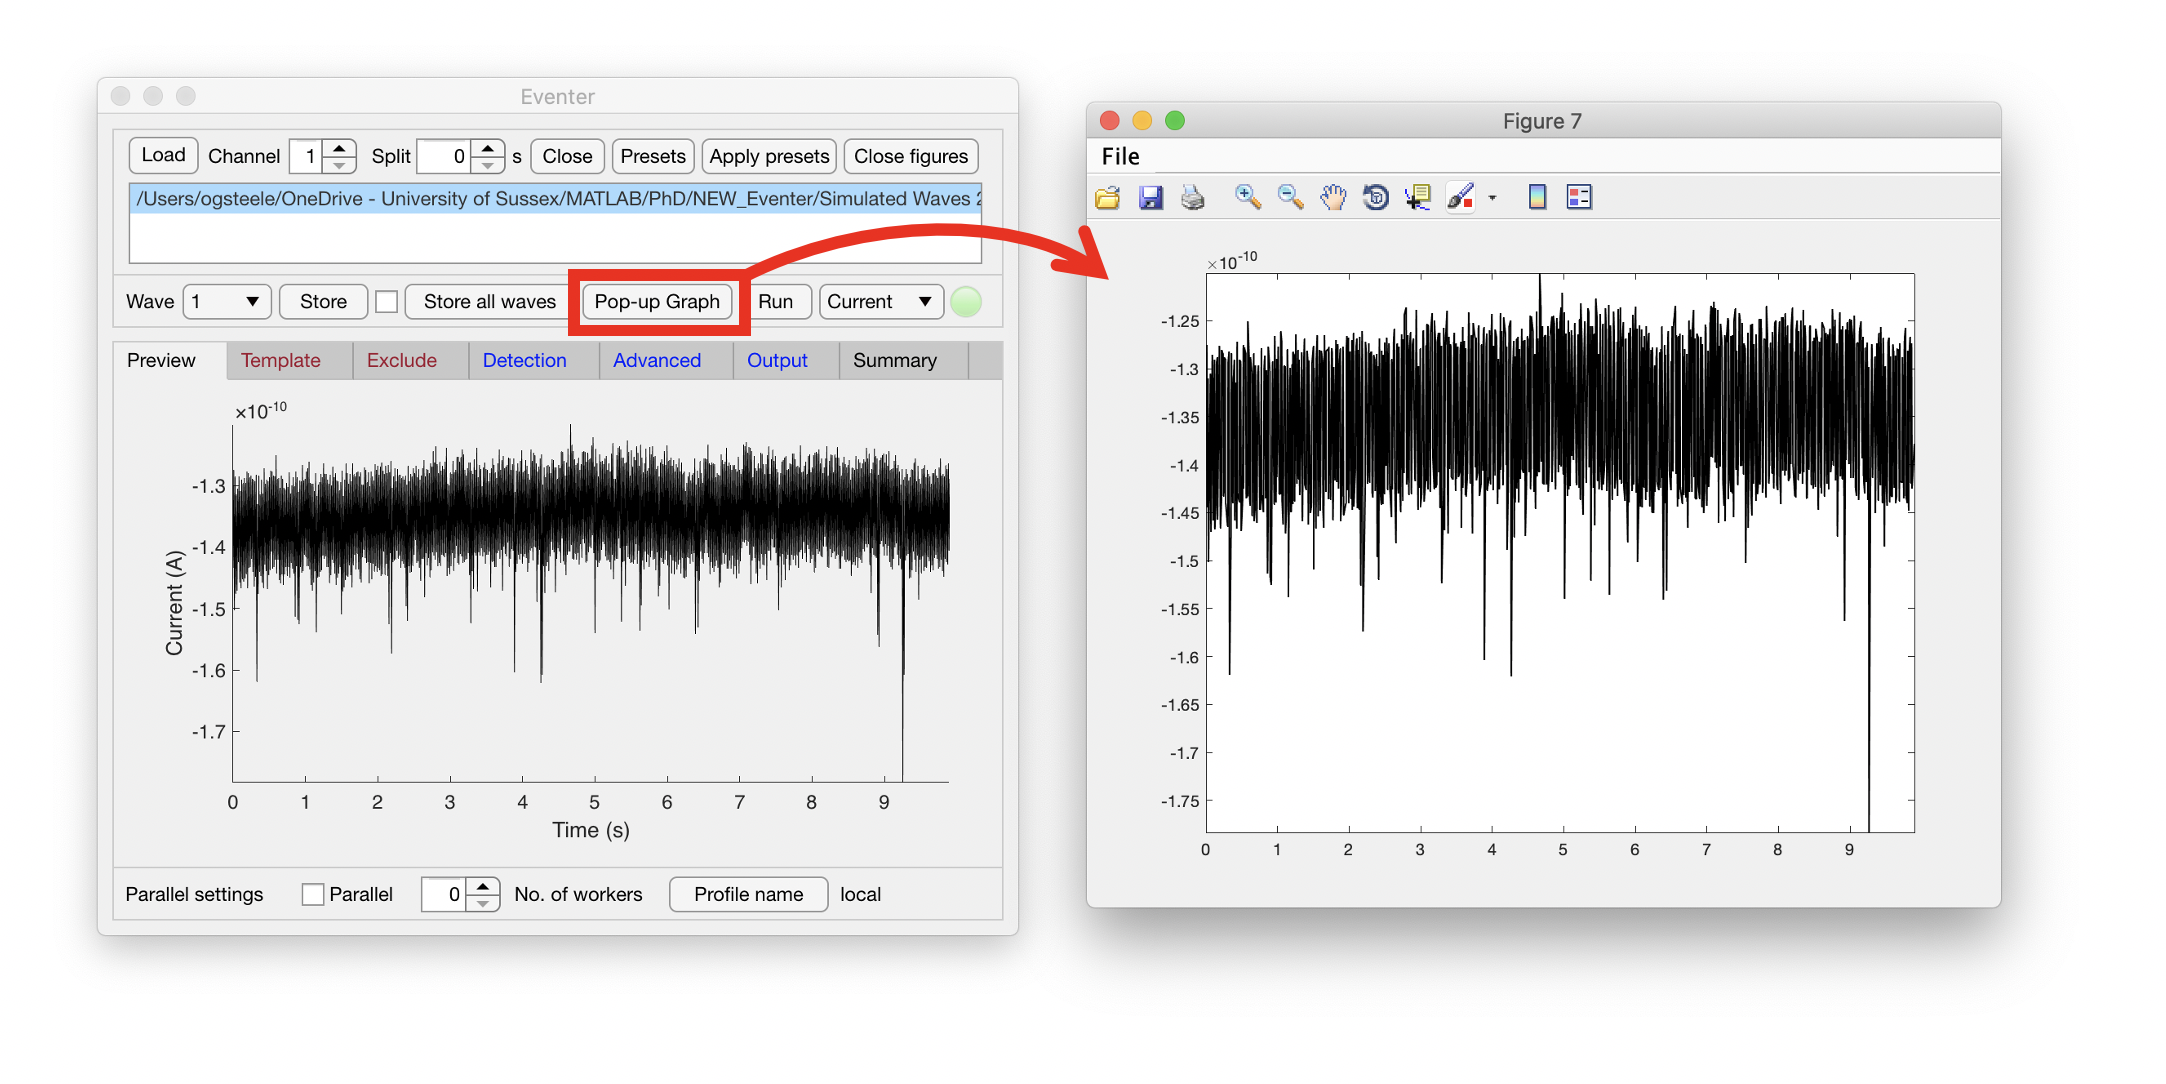 Eventer
Load Channel 1 Split 0 s Close Presets Apply presets Close figures
/Users/ogsteele/OneDrive - University of Sussex/MATLAB/PhD/NEW_Eventer/Simulated Waves
Wave 1 Store Store all waves Pop-up Graph Run Current
Preview Template Exclude Detection Advanced Output Summary
×10-10
-1.3
-1.4
-1.5
-1.6
-1.7
Current (A)
0 1 2 3 4 5 6 7 8 9
Time (s)
Parallel settings Parallel 0 No. of workers Profile name local
Figure 7
File
×10-10
-1.25
-1.3
-1.35
-1.4
-1.45
-1.5
-1.55
-1.6
-1.65
-1.7
-1.75
0 1 2 3 4 5 6 7 8 9